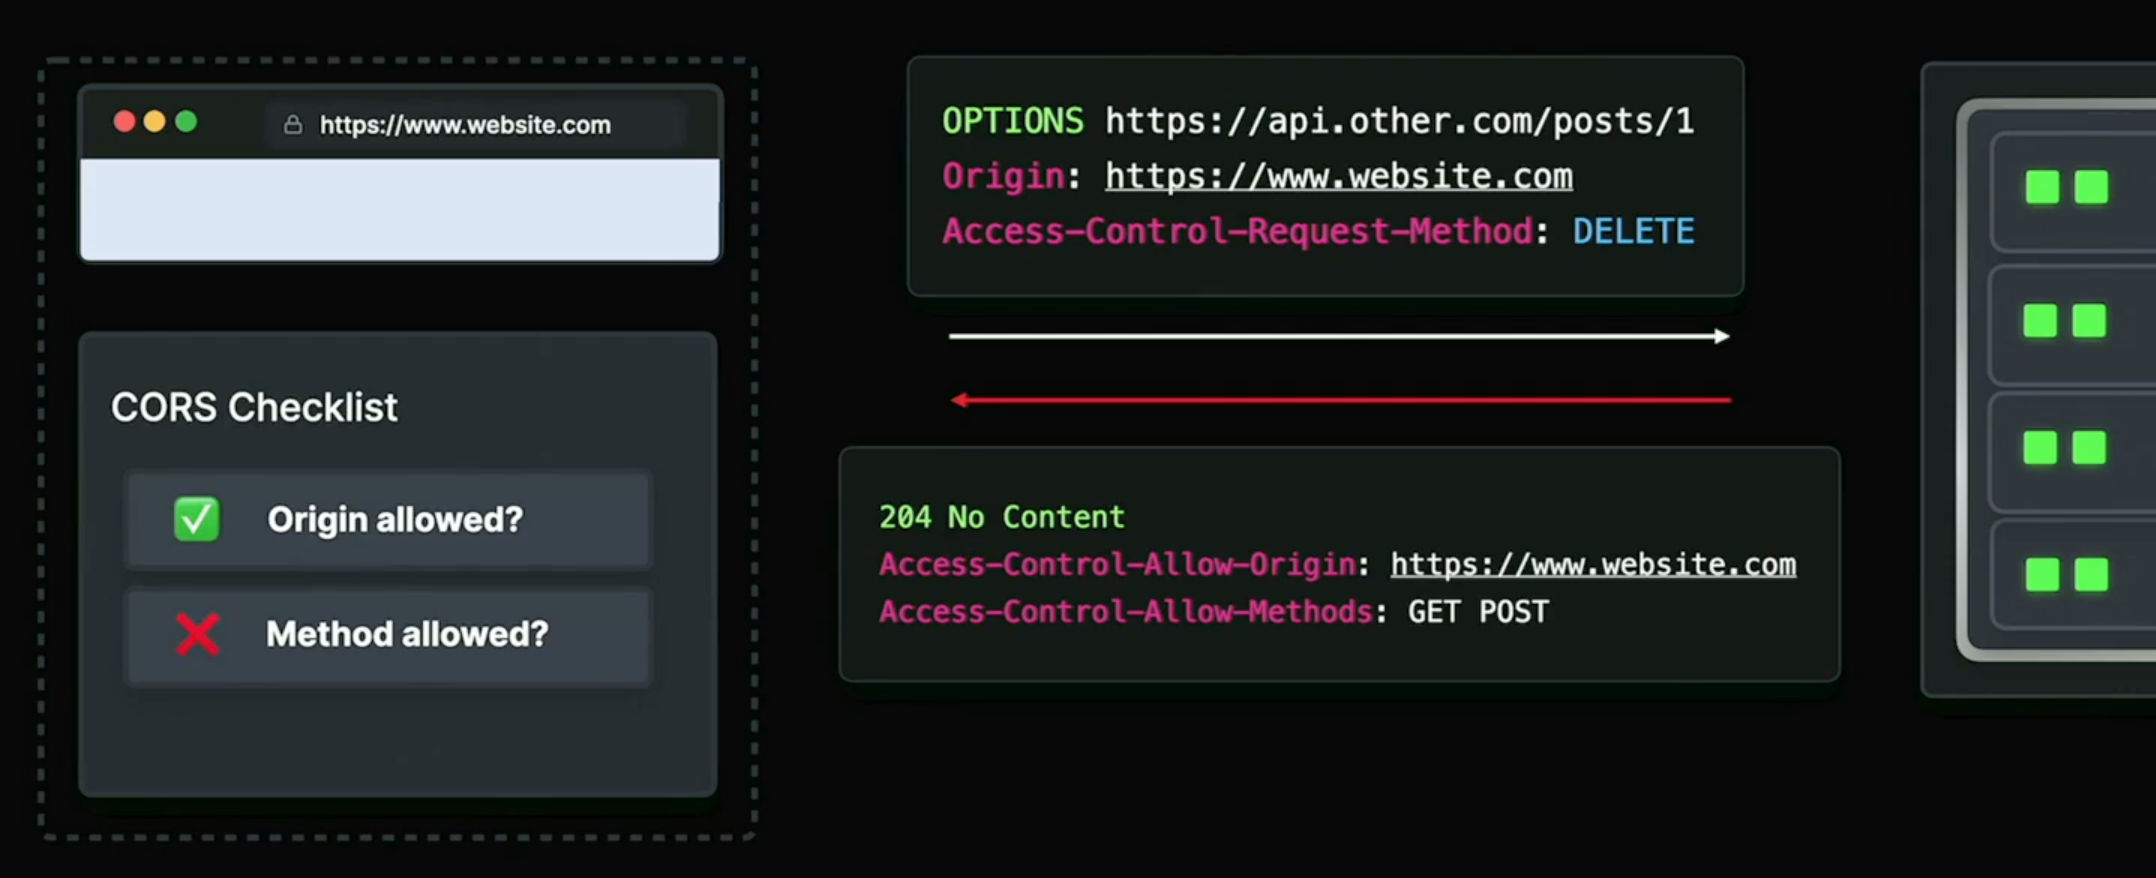 https://www.website.com
CORS Checklist
Origin allowed?
Method allowed?
OPTIONS https://api.other.com/posts/1
Origin: https://www.website.com
Access-Control-Request-Method: DELETE
204 No Content
Access-Control-Allow-Origin: https://www.website.com
Access-Control-Allow-Methods: GET POST